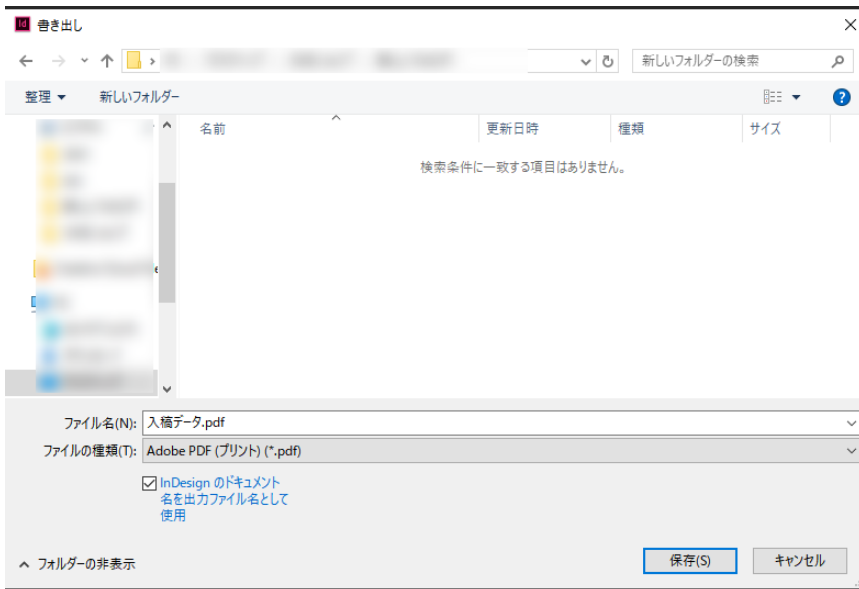 Id 書き出し
新しいフォルダーの検索
整理 新しいフォルダー
名前 更新日時 種類 サイズ
検索条件に一致する項目はありません。
ファイル名(N): 入稿データ.pdf
ファイルの種類(T): Adobe PDF (プリント) (*.pdf)
InDesign のドキュメント
名を出力ファイル名として
使用
フォルダーの非表示 保存(S) キャンセル